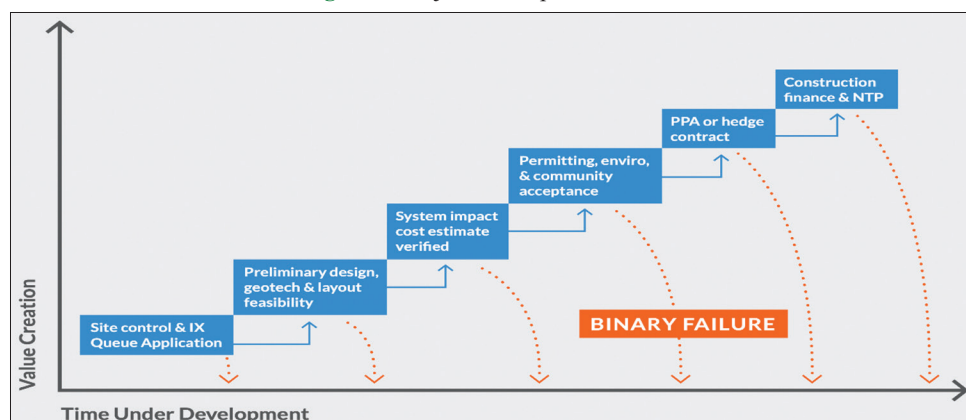 Value Creation
Construction
finance & NTP
PPA or hedge
contract
Permitting, enviro,
& community
acceptance
System impact
cost estimate
verified
Preliminary design,
geotech & layout
feasibility
Site control & IX
Queue Application
BINARY FAILURE
Time Under Development